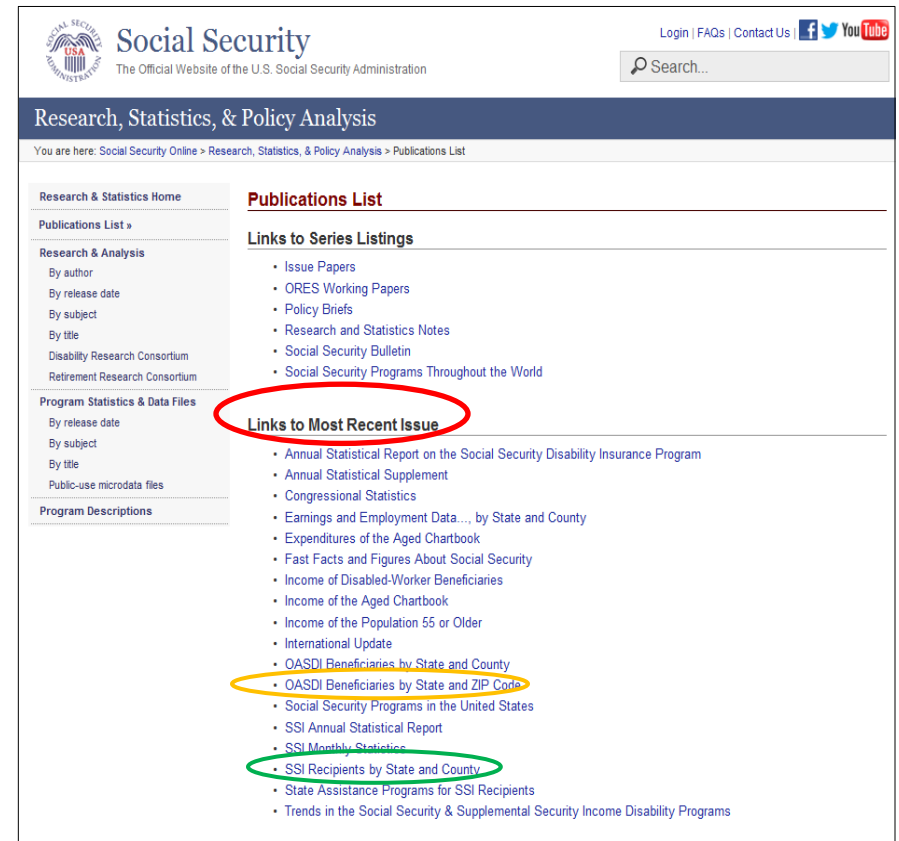 SOCIAL SECURITY ADMINISTRATION
USA
Social Security
The Official Website of the U.S. Social Security Administration
Login | FAQs | Contact Us | f You Tube
Search...
Research, Statistics, & Policy Analysis
You are here: Social Security Online > Research, Statistics, & Policy Analysis > Publications List
Research & Statistics Home
Publications List »
Research & Analysis
By author
By release date
By subject
By title
Disability Research Consortium
Retirement Research Consortium
Program Statistics & Data Files
By release date
By subject
By title
Public-use microdata files
Program Descriptions
Publications List
Links to Series Listings
• Issue Papers
• ORES Working Papers
• Policy Briefs
• Research and Statistics Notes
• Social Security Bulletin
• Social Security Programs Throughout the World
Links to Most Recent Issue
• Annual Statistical Report on the Social Security Disability Insurance Program
• Annual Statistical Supplement
• Congressional Statistics
• Earnings and Employment Data..., by State and County
• Expenditures of the Aged Chartbook
• Fast Facts and Figures About Social Security
• Income of Disabled-Worker Beneficiaries
• Income of the Aged Chartbook
• Income of the Population 55 or Older
• International Update
• OASDI Beneficiaries by State and County
• OASDI Beneficiaries by State and ZIP Code
• Social Security Programs in the United States
• SSI Annual Statistical Report
• SSI Monthly Statistics
• SSI Recipients by State and County
• State Assistance Programs for SSI Recipients
• Trends in the Social Security & Supplemental Security Income Disability Programs